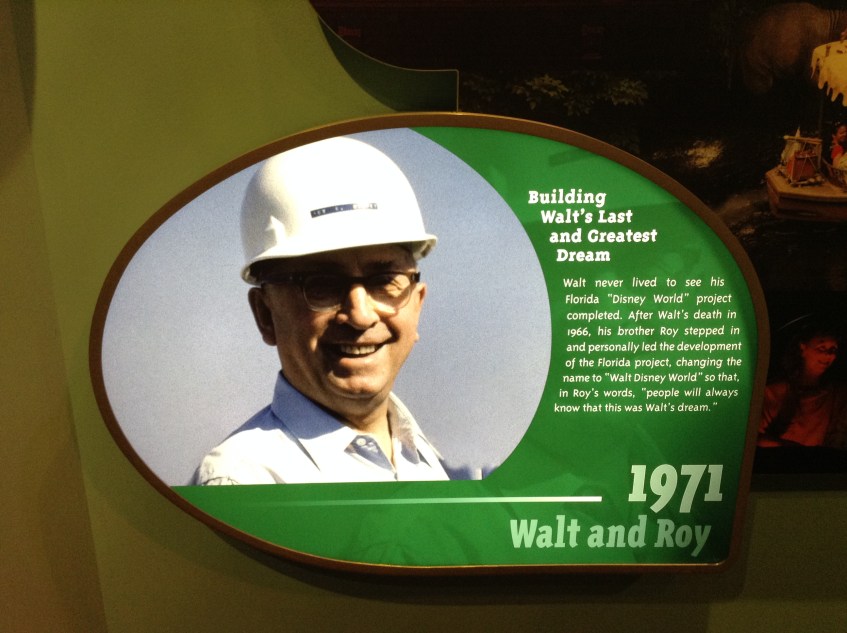 Building
Walt's Last
and Greatest
Dream
Walt never lived to see his
Florida "Disney World" project
completed. After Walt's death in
1966, his brother Roy stepped in
and personally led the development
of the Florida project, changing the
name to "Walt Disney World" so that,
in Roy's words, "people will always
know that this was Walt's dream."
1971
Walt and Roy